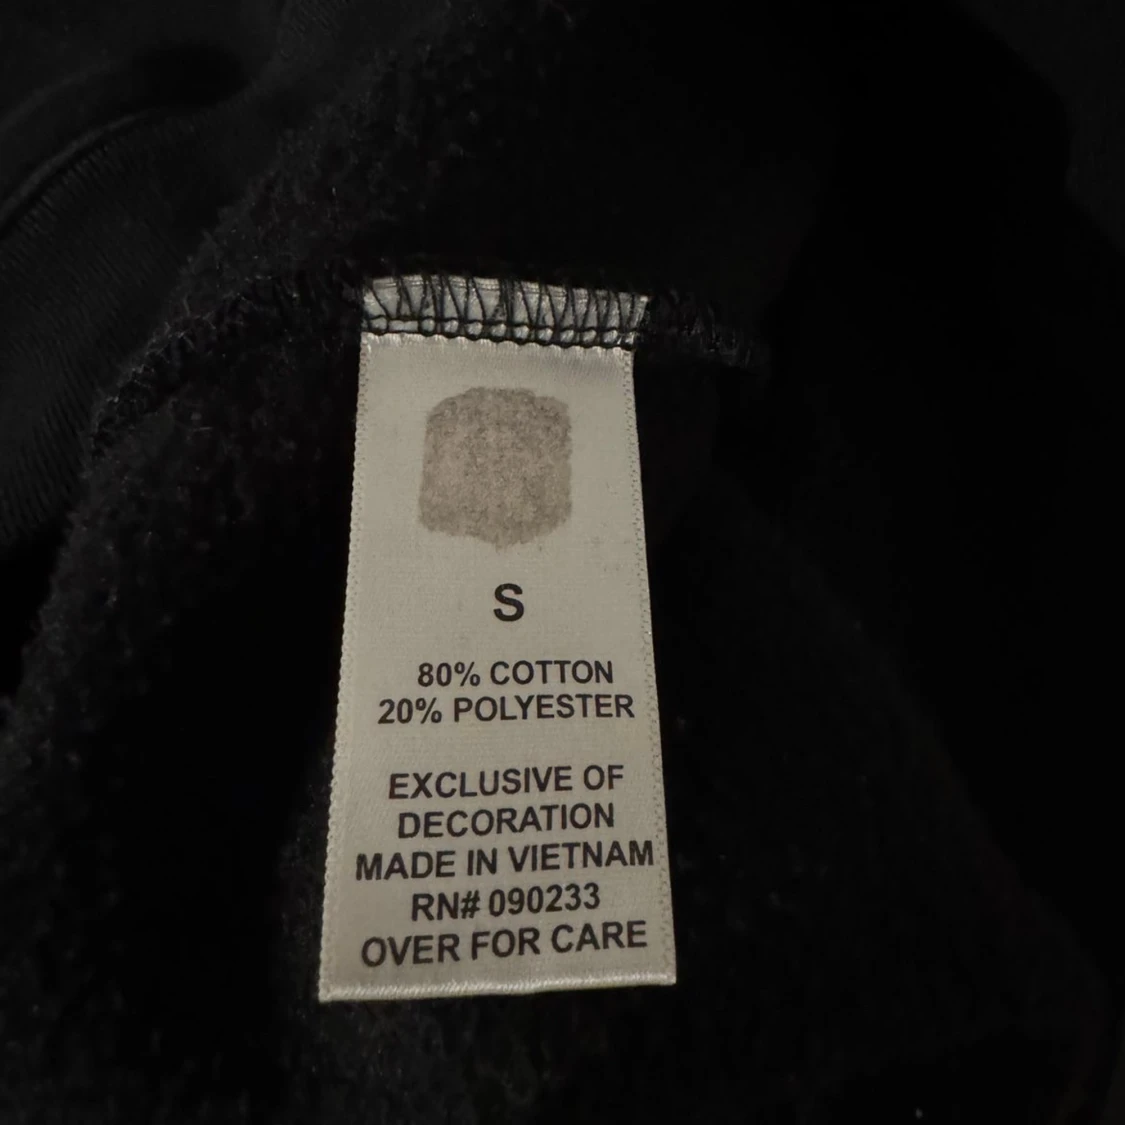 S
80% COTTON
20% POLYESTER
EXCLUSIVE OF
DECORATION
MADE IN VIETNAM
RN# 090233
OVER FOR CARE